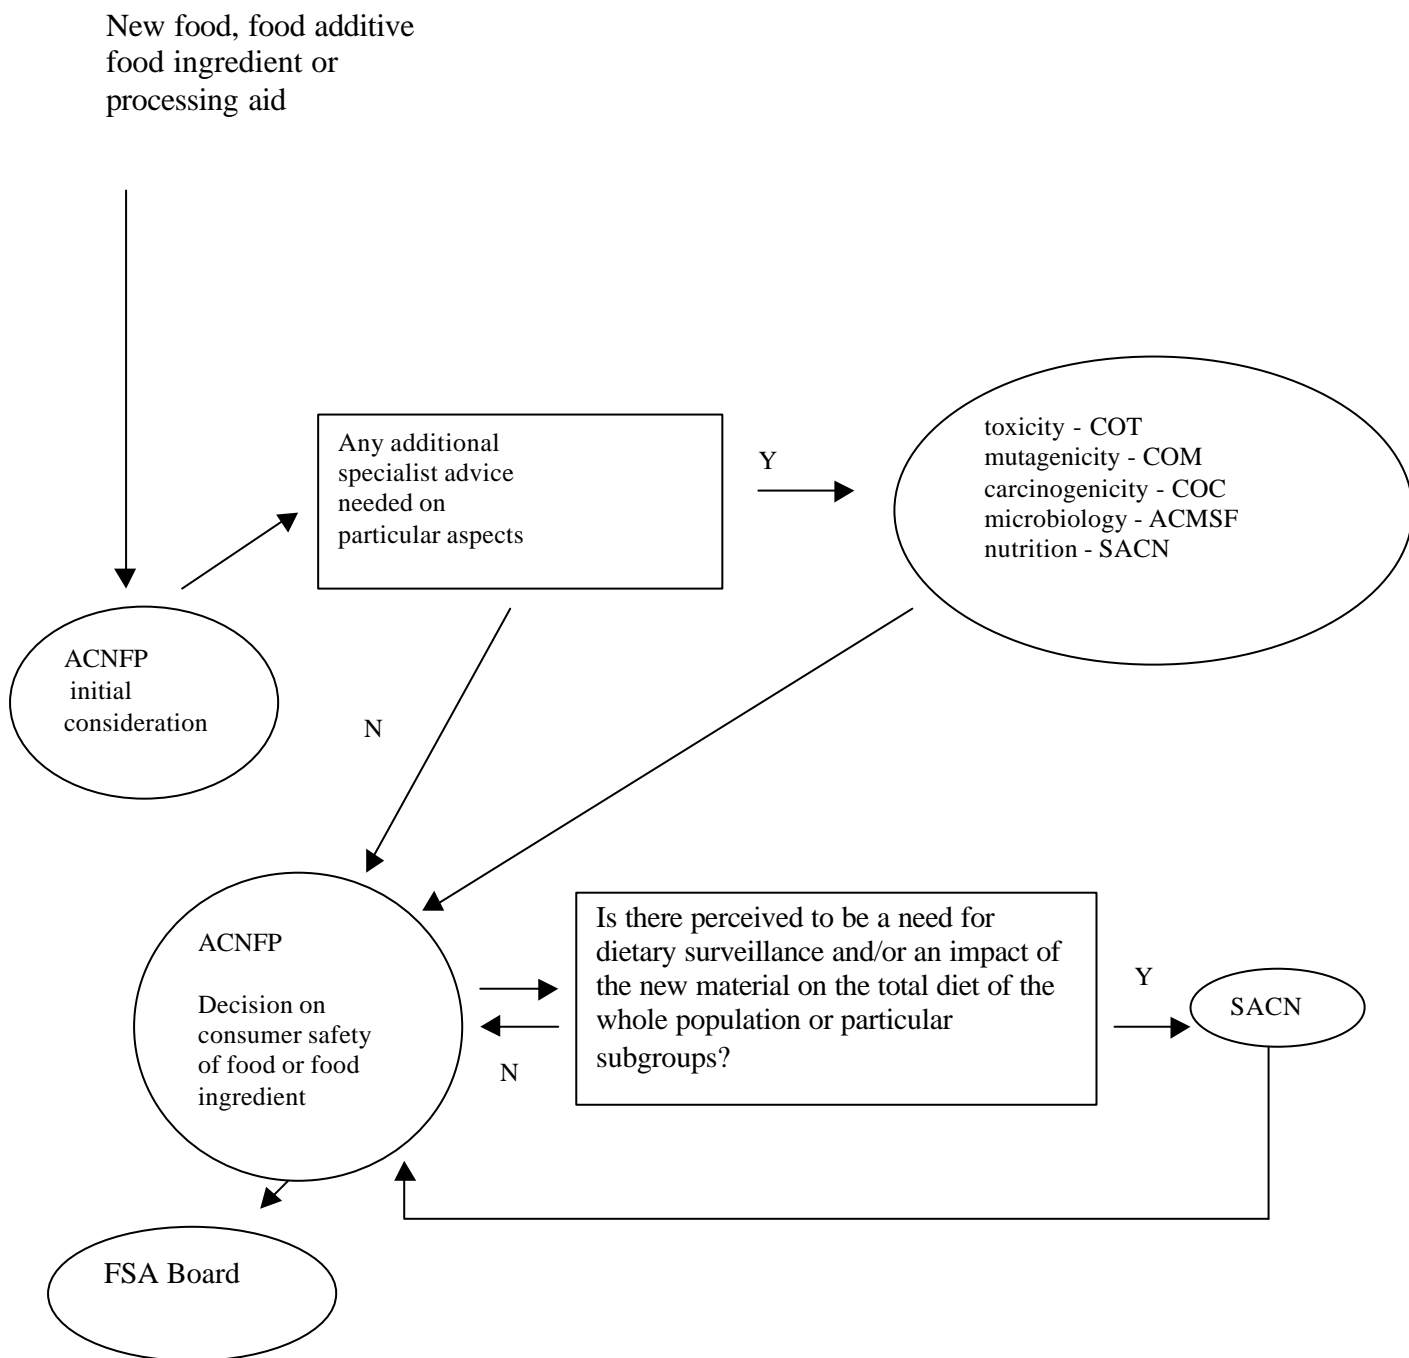 New food, food additive
food ingredient or
processing aid
Any additional
specialist advice
needed on
particular aspects
Y
toxicity - COT
mutagenicity - COM
carcinogenicity - COC
microbiology - ACMSF
nutrition - SACN
ACNFP
initial
consideration
N
ACNFP
Decision on
consumer safety
of food or food
ingredient
Is there perceived to be a need for
dietary surveillance and/or an impact of
the new material on the total diet of the
whole population or particular
subgroups?
N
Y
SACN
FSA Board